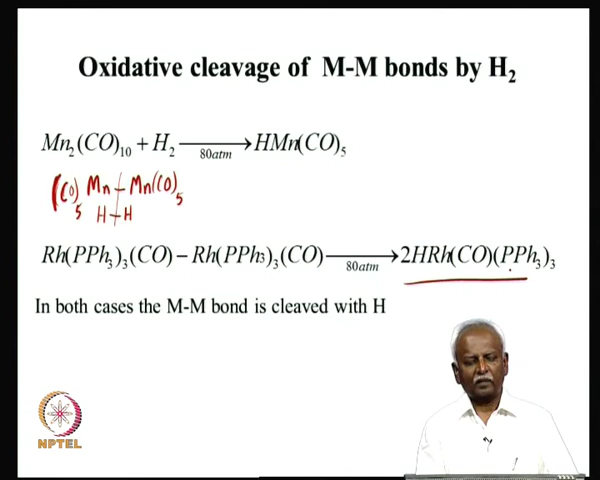 Oxidative cleavage of M-M bonds by H₂
Mn₂(CO)₁₀ + H₂ ⟶ HMn(CO)₅
80atm
(CO)₅ Mn–Mn(CO)₅
H–H
Rh(PPh₃)₃(CO) − Rh(PPh₃)₃(CO) ⟶ 2HRh(CO)(PPh₃)₃
80atm
In both cases the M-M bond is cleaved with H
NPTEL